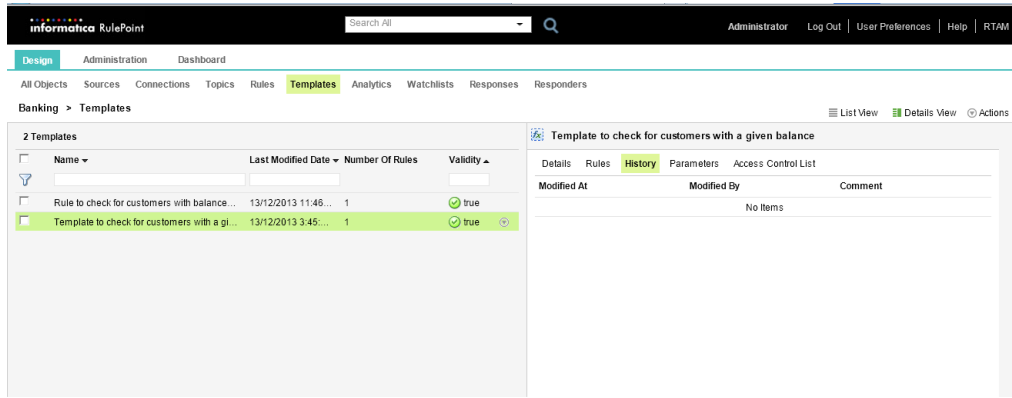 informatica RulePoint Search All Administrator Log Out User Preferences Help RTAM
Design Administration Dashboard
All Objects Sources Connections Topics Rules Templates Analytics Watchlists Responses Responders
Banking > Templates
List View Details View Actions
2 Templates
Name Last Modified Date Number Of Rules Validity
Rule to check for customers with balance... 13/12/2013 11:46... 1 true
Template to check for customers with a gi... 13/12/2013 3:45:... 1 true
fx Template to check for customers with a given balance
Details Rules History Parameters Access Control List
Modified At Modified By Comment
No Items